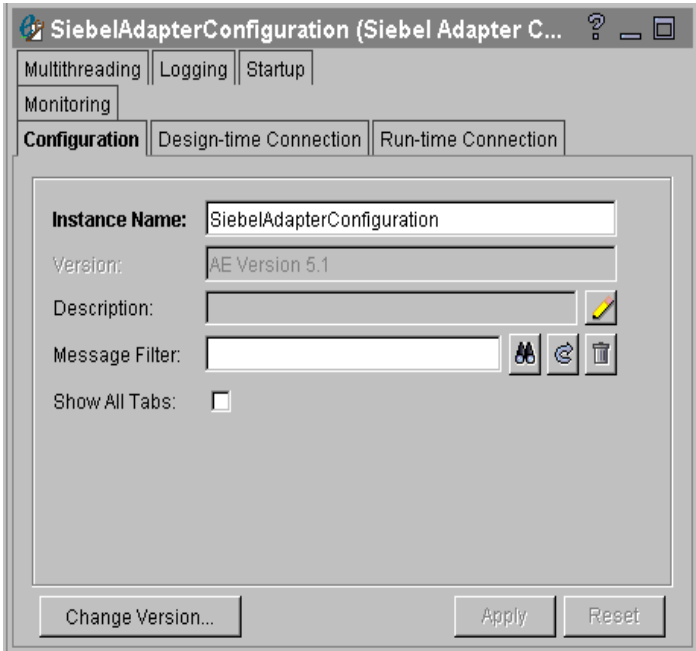 SiebelAdapterConfiguration (Siebel Adapter C...
Multithreading Logging Startup
Monitoring
Configuration Design-time Connection Run-time Connection
Instance Name: SiebelAdapterConfiguration
Version: AE Version 5.1
Description:
Message Filter:
Show All Tabs:
Change Version... Apply Reset